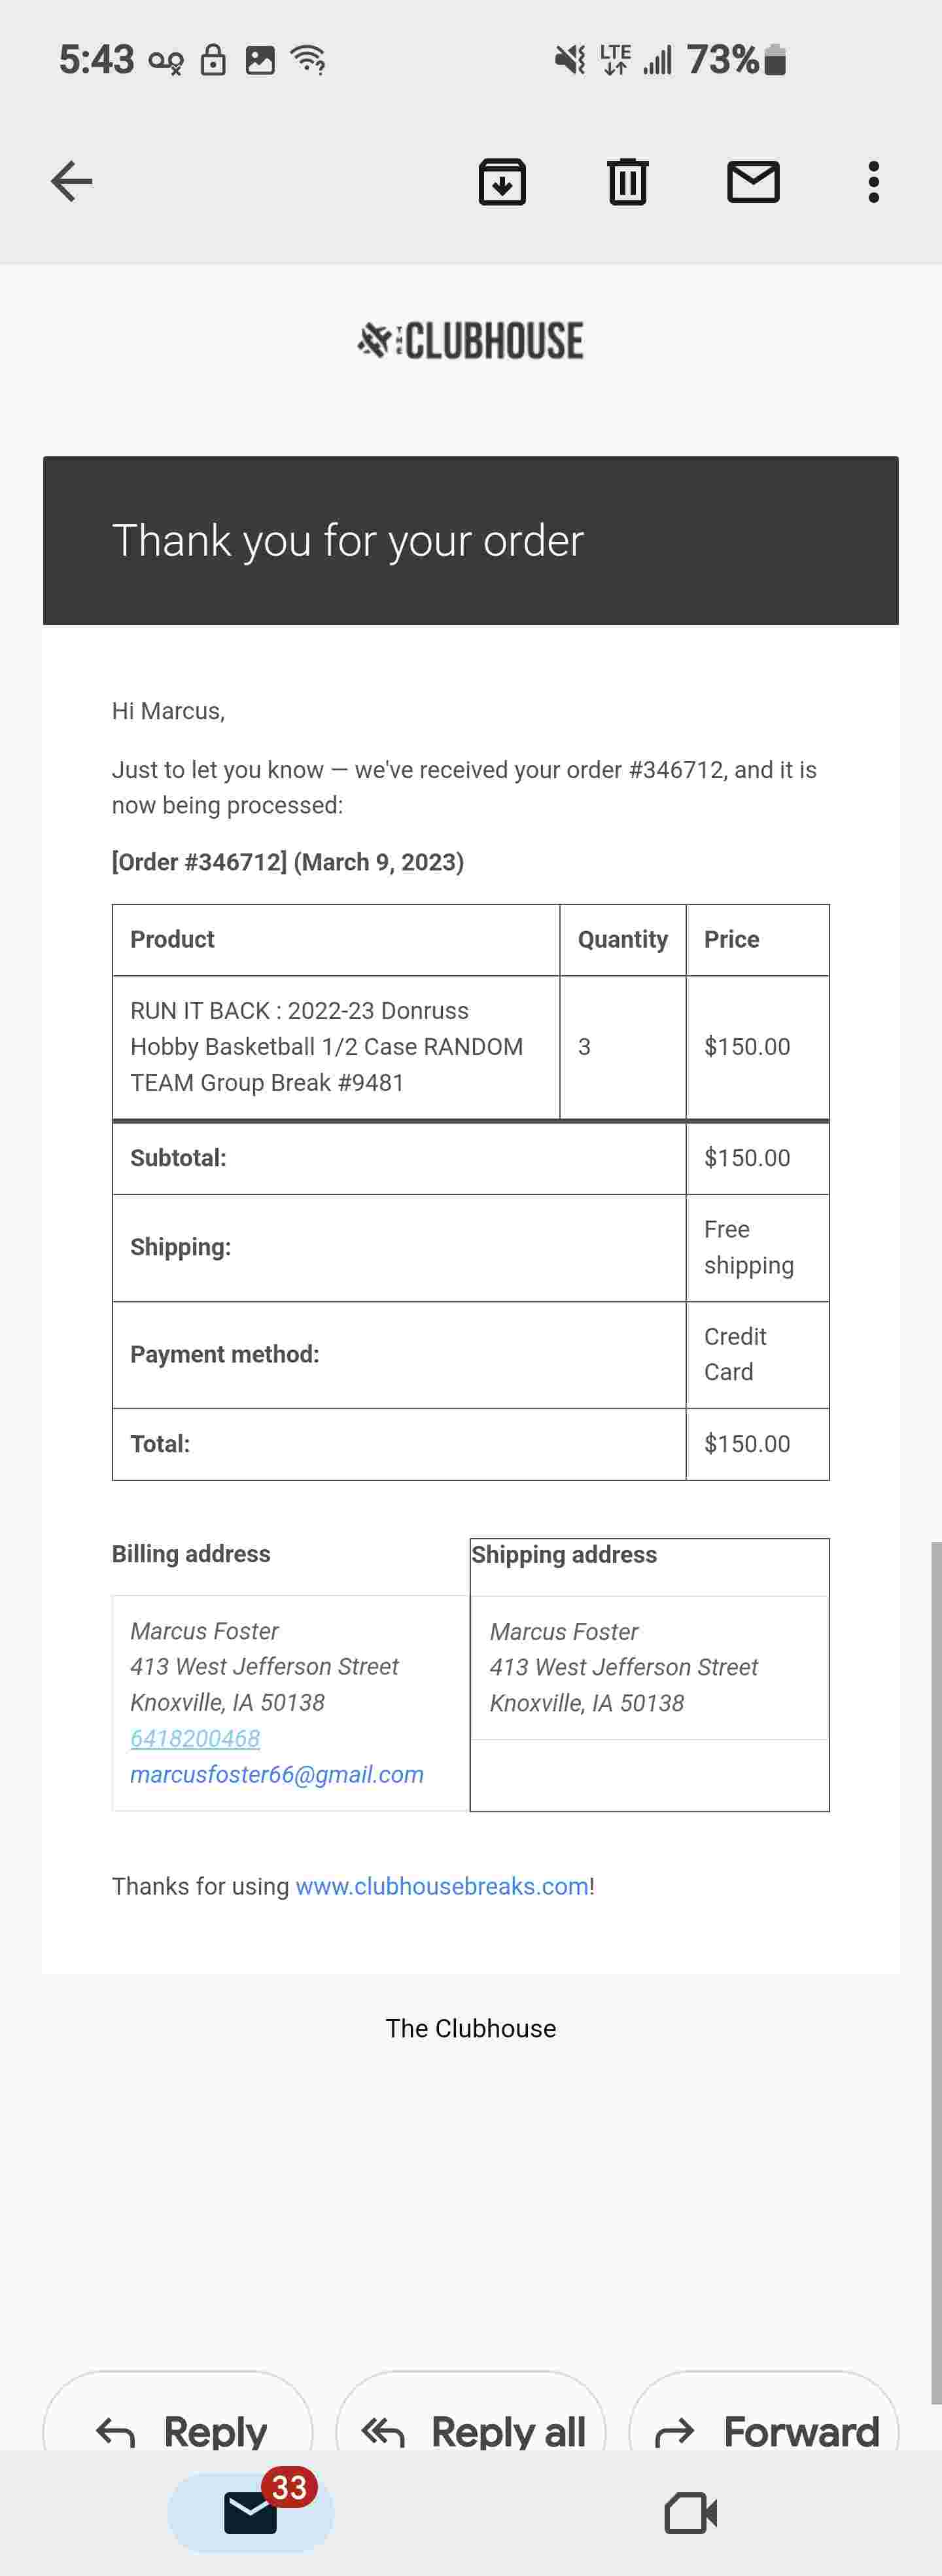 5:43 LTE 73%
THE CLUBHOUSE
Thank you for your order
Hi Marcus,
Just to let you know — we've received your order #346712, and it is
now being processed:
[Order #346712] (March 9, 2023)
Product Quantity Price
RUN IT BACK : 2022-23 Donruss
Hobby Basketball 1/2 Case RANDOM
TEAM Group Break #9481
3
$150.00
Subtotal: $150.00
Shipping: Free
shipping
Payment method: Credit
Card
Total: $150.00
Billing address
Marcus Foster
413 West Jefferson Street
Knoxville, IA 50138
6418200468
marcusfoster66@gmail.com
Shipping address
Marcus Foster
413 West Jefferson Street
Knoxville, IA 50138
Thanks for using www.clubhousebreaks.com!
The Clubhouse
Reply Reply all Forward
33